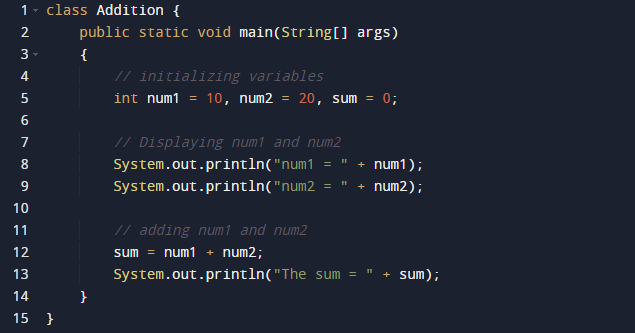 1 class Addition {
2     public static void main(String[] args)
3     {
4         // initializing variables
5         int num1 = 10, num2 = 20, sum = 0;
6
7         // Displaying num1 and num2
8         System.out.println("num1 = " + num1);
9         System.out.println("num2 = " + num2);
10
11         // adding num1 and num2
12         sum = num1 + num2;
13         System.out.println("The sum = " + sum);
14     }
15 }